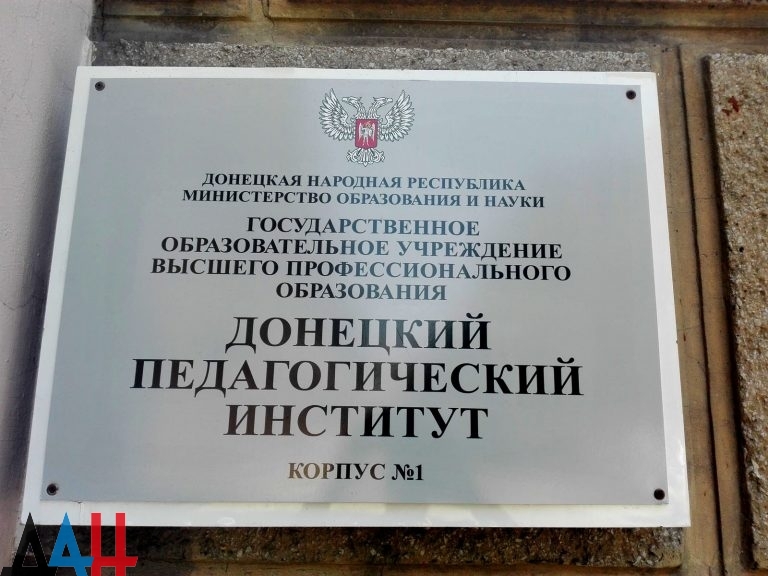 ДОНЕЦКАЯ НАРОДНАЯ РЕСПУБЛИКА
МИНИСТЕРСТВО ОБРАЗОВАНИЯ И НАУКИ
ГОСУДАРСТВЕННОЕ
ОБРАЗОВАТЕЛЬНОЕ УЧРЕЖДЕНИЕ
ВЫСШЕГО ПРОФЕССИОНАЛЬНОГО
ОБРАЗОВАНИЯ
ДОНЕЦКИЙ
ПЕДАГОГИЧЕСКИЙ
ИНСТИТУТ
КОРПУС №1
ДАН